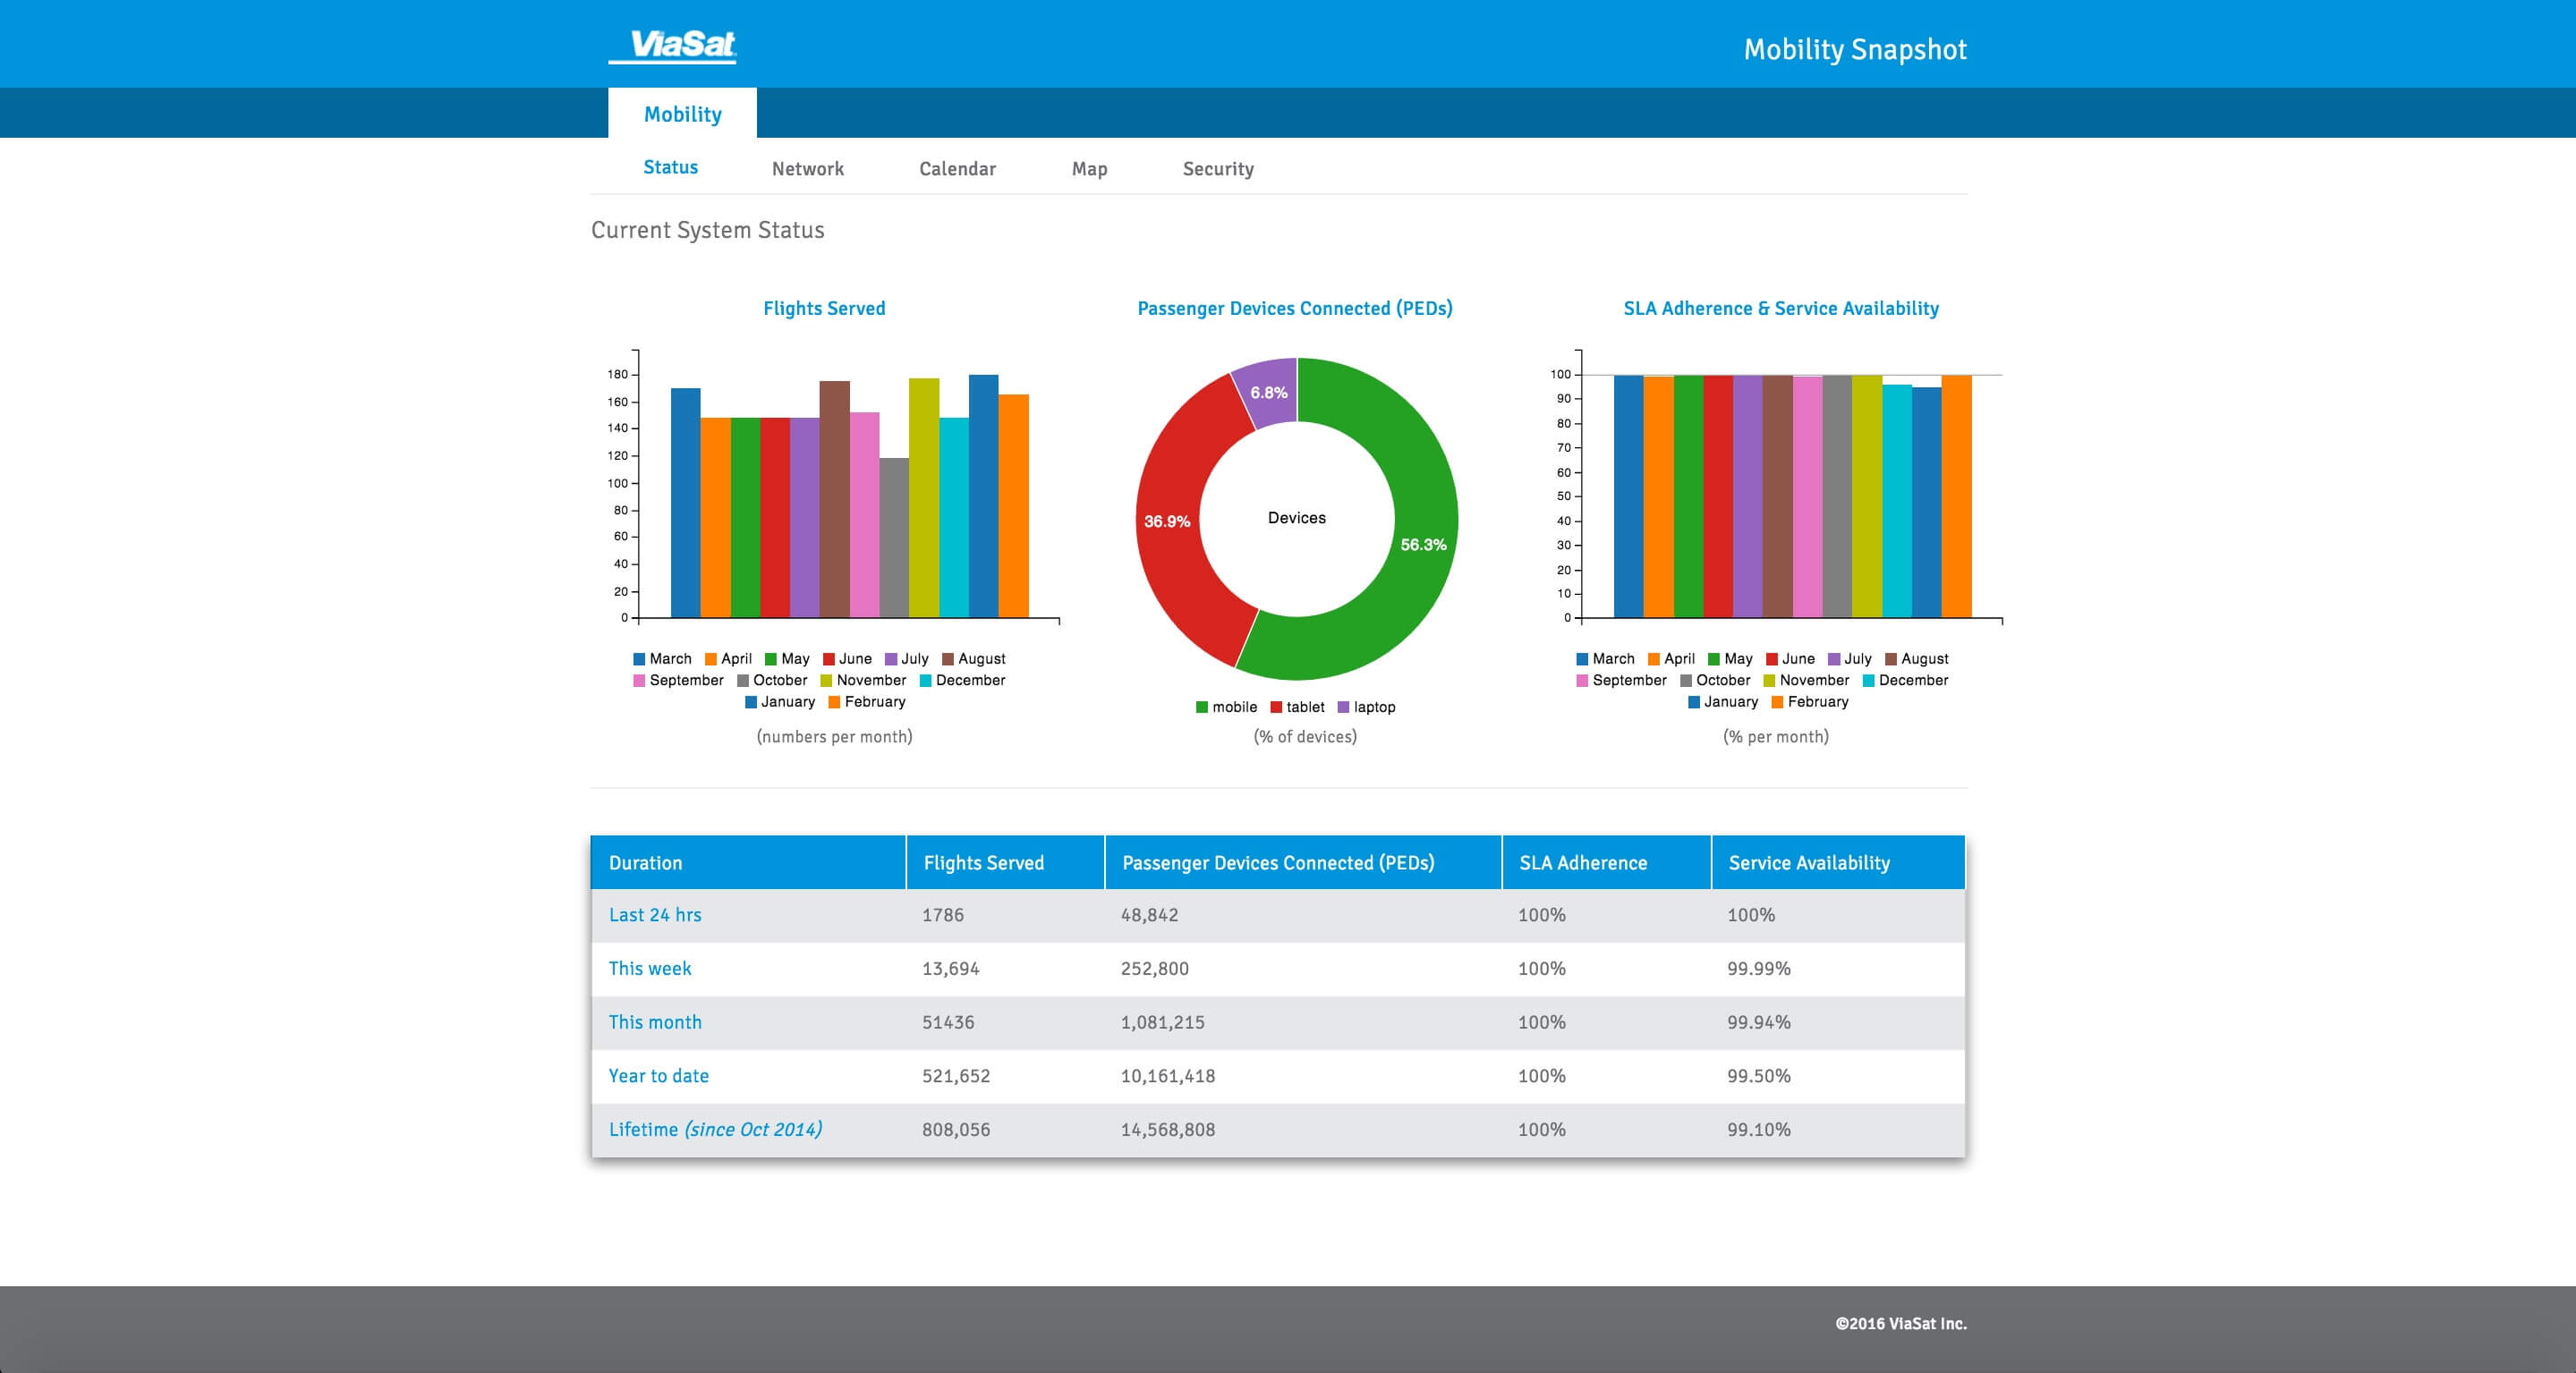 ViaSat
Mobility Snapshot
Mobility
Status Network Calendar Map Security
Current System Status
Flights Served
180
160
140
120
100
80
60
40
20
0
March April May June July August
September October November December
January February
(numbers per month)
Passenger Devices Connected (PEDs)
6.8%
36.9%
Devices
56.3%
mobile tablet laptop
(% of devices)
SLA Adherence & Service Availability
100
90
80
70
60
50
40
30
20
10
0
March April May June July August
September October November December
January February
(% per month)
Duration Flights Served Passenger Devices Connected (PEDs) SLA Adherence Service Availability
Last 24 hrs 1786 48,842 100% 100%
This week 13,694 252,800 100% 99.99%
This month 51436 1,081,215 100% 99.94%
Year to date 521,652 10,161,418 100% 99.50%
Lifetime (since Oct 2014) 808,056 14,568,808 100% 99.10%
©2016 ViaSat Inc.